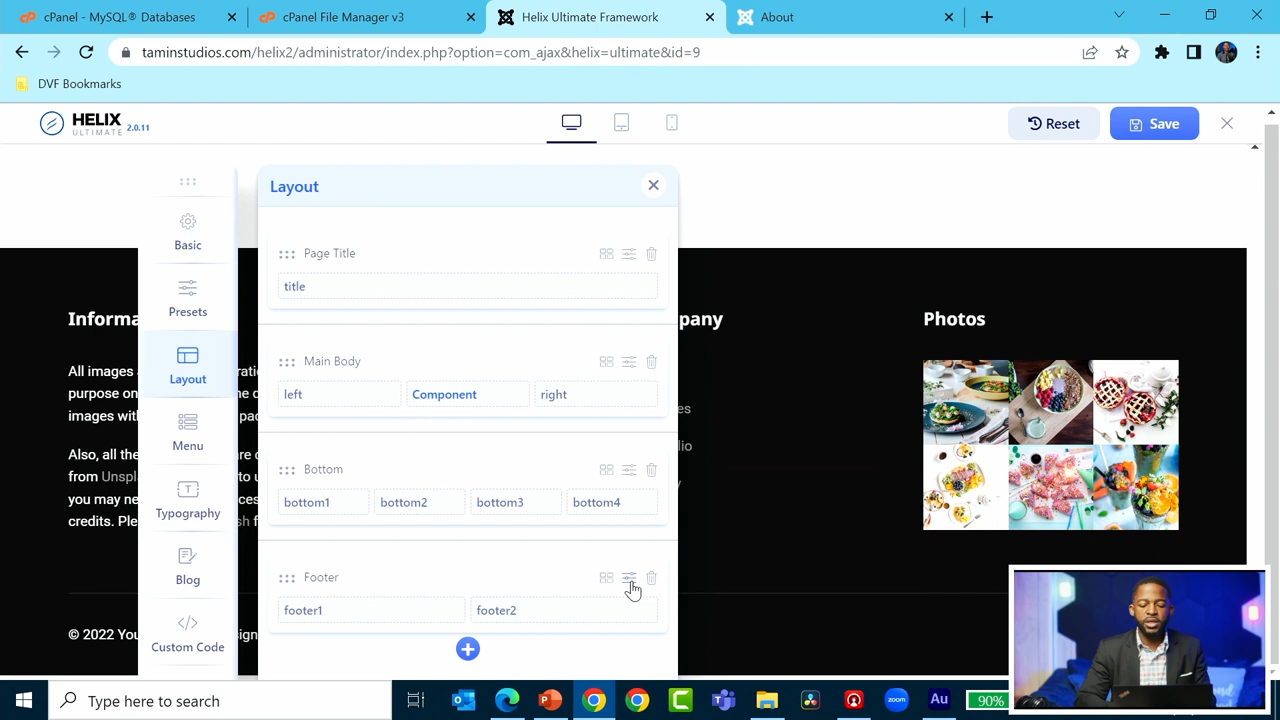 cPanel - MySQL® Databases
cPanel File Manager v3
Helix Ultimate Framework
About
taminstudios.com/helix2/administrator/index.php?option=com_ajax&helix=ultimate&id=9
DVF Bookmarks
HELIX
ULTIMATE 2.0.11
Reset
Save
Layout
Basic
Presets
Layout
Menu
Typography
Blog
Custom Code
Page Title
title
Main Body
left
Component
right
Bottom
bottom1
bottom2
bottom3
bottom4
Footer
footer1
footer2
Informa
All images
purpose on
images with
Also, all the
from Unspl
you may ne
credits. Ple
pany
Photos
© 2022 You
sign
Type here to search
zoom
Au
90%